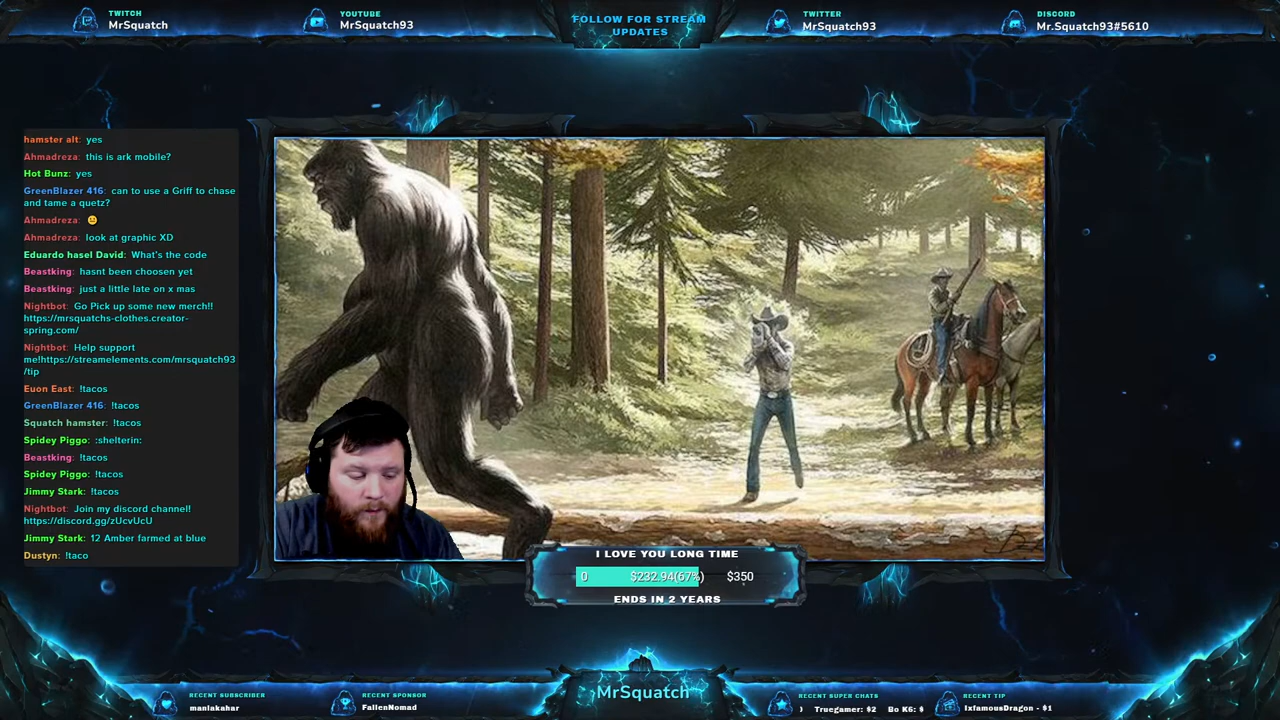 TWITCH
MrSquatch
YOUTUBE
MrSquatch93
FOLLOW FOR STREAM
UPDATES
TWITTER
MrSquatch93
DISCORD
Mr.Squatch93#5610
hamster alt: yes
Ahmadreza: this is ark mobile?
Hot Bunz: yes
GreenBlazer 416: can to use a Griff to chase
and tame a quetz?
Ahmadreza: 😐
Ahmadreza: look at graphic XD
Eduardo hasel David: What's the code
Beastking: hasnt been choosen yet
Beastking: just a little late on x mas
Nightbot: Go Pick up some new merch!!
https://mrsquatchs-clothes.creator-
spring.com/
Nightbot: Help support
me!https://streamelements.com/mrsquatch93
/tip
Euon East: !tacos
GreenBlazer 416: !tacos
Squatch hamster: !tacos
Spidey Piggo: :shelterin:
Beastking: !tacos
Spidey Piggo: !tacos
Jimmy Stark: !tacos
Nightbot: Join my discord channel!
https://discord.gg/zUcvUcU
Jimmy Stark: 12 Amber farmed at blue
Dustyn: !taco
I LOVE YOU LONG TIME
0 $232.94(67%) $350
ENDS IN 2 YEARS
RECENT SUBSCRIBER
maniakahar
RECENT SPONSOR
FallenNomad
MrSquatch
RECENT SUPER CHATS
) Truegamer: $2 Bo K6: $
RECENT TIP
IxfamousDragon - $1